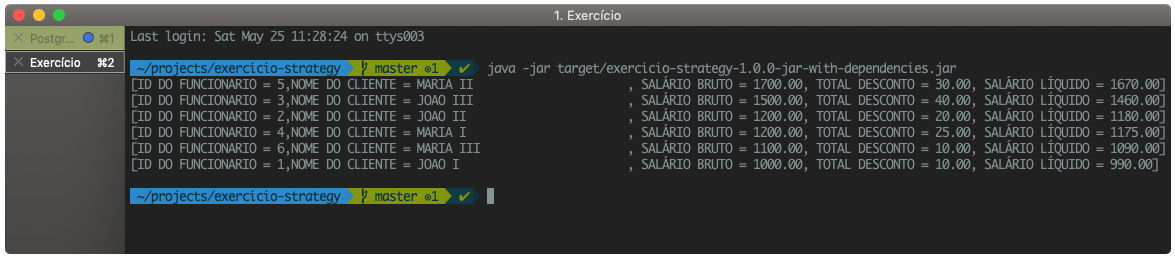 1. Exercício
Postgr... ⌘1
Exercício ⌘2
Last login: Sat May 25 11:28:24 on ttys003
~/projects/exercicio-strategy master ⊙1 ✔ java -jar target/exercicio-strategy-1.0.0-jar-with-dependencies.jar
[ID DO FUNCIONARIO = 5,NOME DO CLIENTE = MARIA II , SALÁRIO BRUTO = 1700.00, TOTAL DESCONTO = 30.00, SALÁRIO LÍQUIDO = 1670.00]
[ID DO FUNCIONARIO = 3,NOME DO CLIENTE = JOAO III , SALÁRIO BRUTO = 1500.00, TOTAL DESCONTO = 40.00, SALÁRIO LÍQUIDO = 1460.00]
[ID DO FUNCIONARIO = 2,NOME DO CLIENTE = JOAO II , SALÁRIO BRUTO = 1200.00, TOTAL DESCONTO = 20.00, SALÁRIO LÍQUIDO = 1180.00]
[ID DO FUNCIONARIO = 4,NOME DO CLIENTE = MARIA I , SALÁRIO BRUTO = 1200.00, TOTAL DESCONTO = 25.00, SALÁRIO LÍQUIDO = 1175.00]
[ID DO FUNCIONARIO = 6,NOME DO CLIENTE = MARIA III , SALÁRIO BRUTO = 1100.00, TOTAL DESCONTO = 10.00, SALÁRIO LÍQUIDO = 1090.00]
[ID DO FUNCIONARIO = 1,NOME DO CLIENTE = JOAO I , SALÁRIO BRUTO = 1000.00, TOTAL DESCONTO = 10.00, SALÁRIO LÍQUIDO = 990.00]
~/projects/exercicio-strategy master ⊙1 ✔